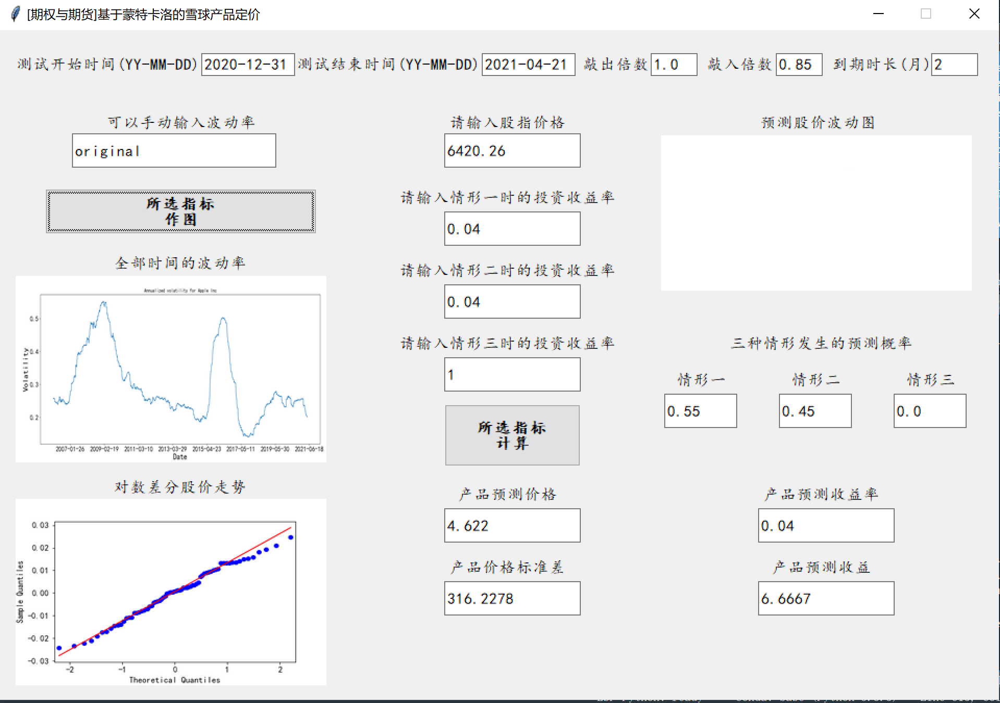 [期权与期货]基于蒙特卡洛的雪球产品定价
测试开始时间(YY-MM-DD) 2020-12-31 测试结束时间(YY-MM-DD) 2021-04-21 敲出倍数 1.0 敲入倍数 0.85 到期时长(月) 2
可以手动输入波动率
original
所选指标
作图
全部时间的波动率
Annualized volatility for Apple Inc
0.5
0.4
0.3
0.2
Volatility
2007-01-26 2009-02-19 2011-03-10 2013-03-29 2015-04-23 2017-05-11 2019-05-30 2021-06-18
Date
对数差分股价走势
0.03
0.02
0.01
0.00
-0.01
-0.02
-0.03
Sample Quantiles
-2 -1 0 1 2
Theoretical Quantiles
请输入股指价格
6420.26
请输入情形一时的投资收益率
0.04
请输入情形二时的投资收益率
0.04
请输入情形三时的投资收益率
1
所选指标
计算
产品预测价格
4.622
产品价格标准差
316.2278
预测股价波动图
三种情形发生的预测概率
情形一 情形二 情形三
0.55 0.45 0.0
产品预测收益率
0.04
产品预测收益
6.6667